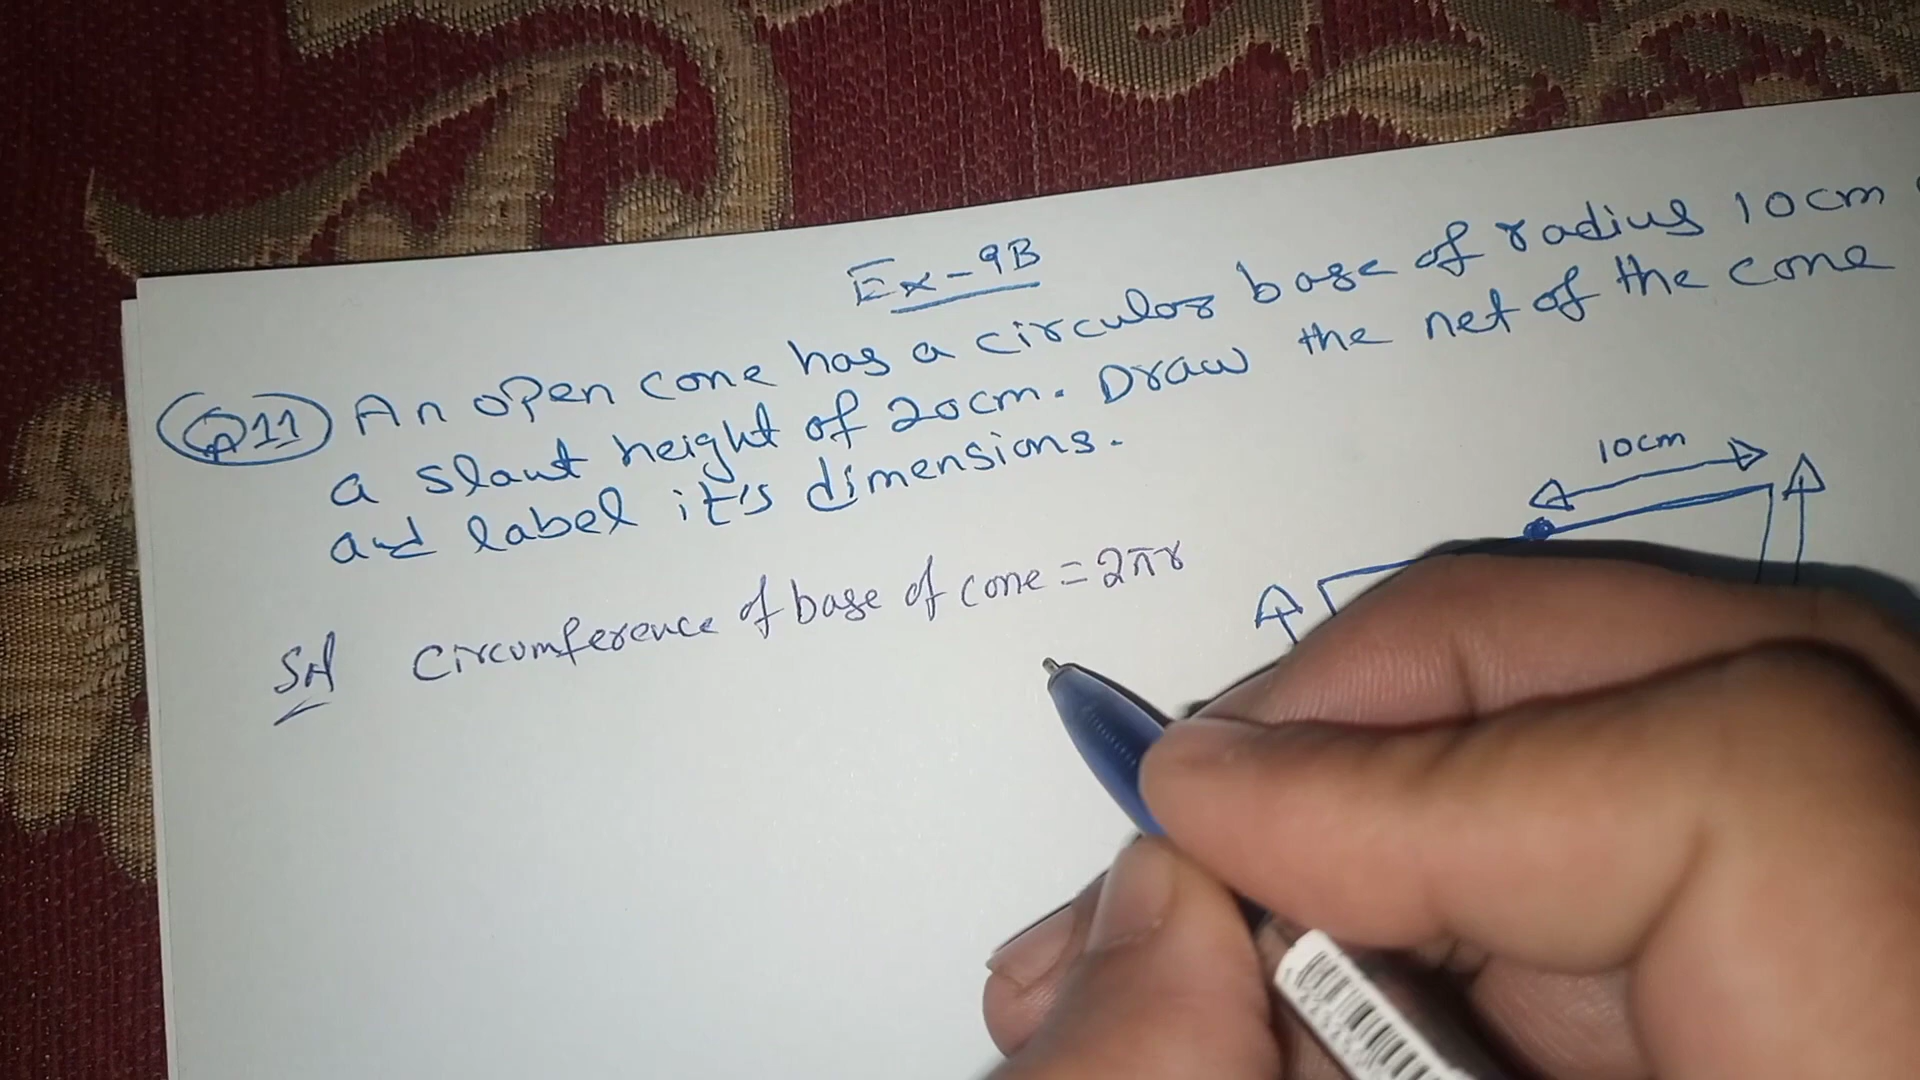 Ex-9B
Q11 An open cone has a circular base of radius 10cm
a slant height of 20cm. Draw the net of the cone
and label it's dimensions.
10cm
Sol Circumference of base of cone = 2πr